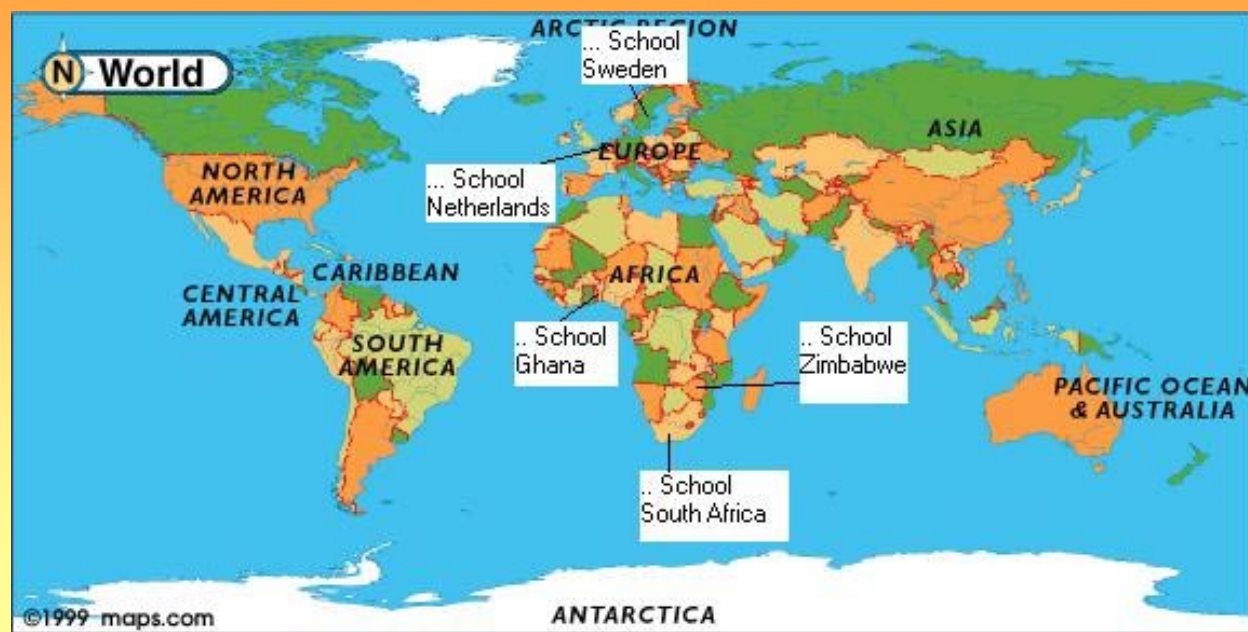 ARCTIC REGION
... School
Sweden
N World
ASIA
EUROPE
NORTH
AMERICA
... School
Netherlands
CARIBBEAN
AFRICA
CENTRAL
AMERICA
.. School
Ghana
.. School
Zimbabwe
SOUTH
AMERICA
PACIFIC OCEAN
& AUSTRALIA
.. School
South Africa
©1999 maps.com
ANTARCTICA